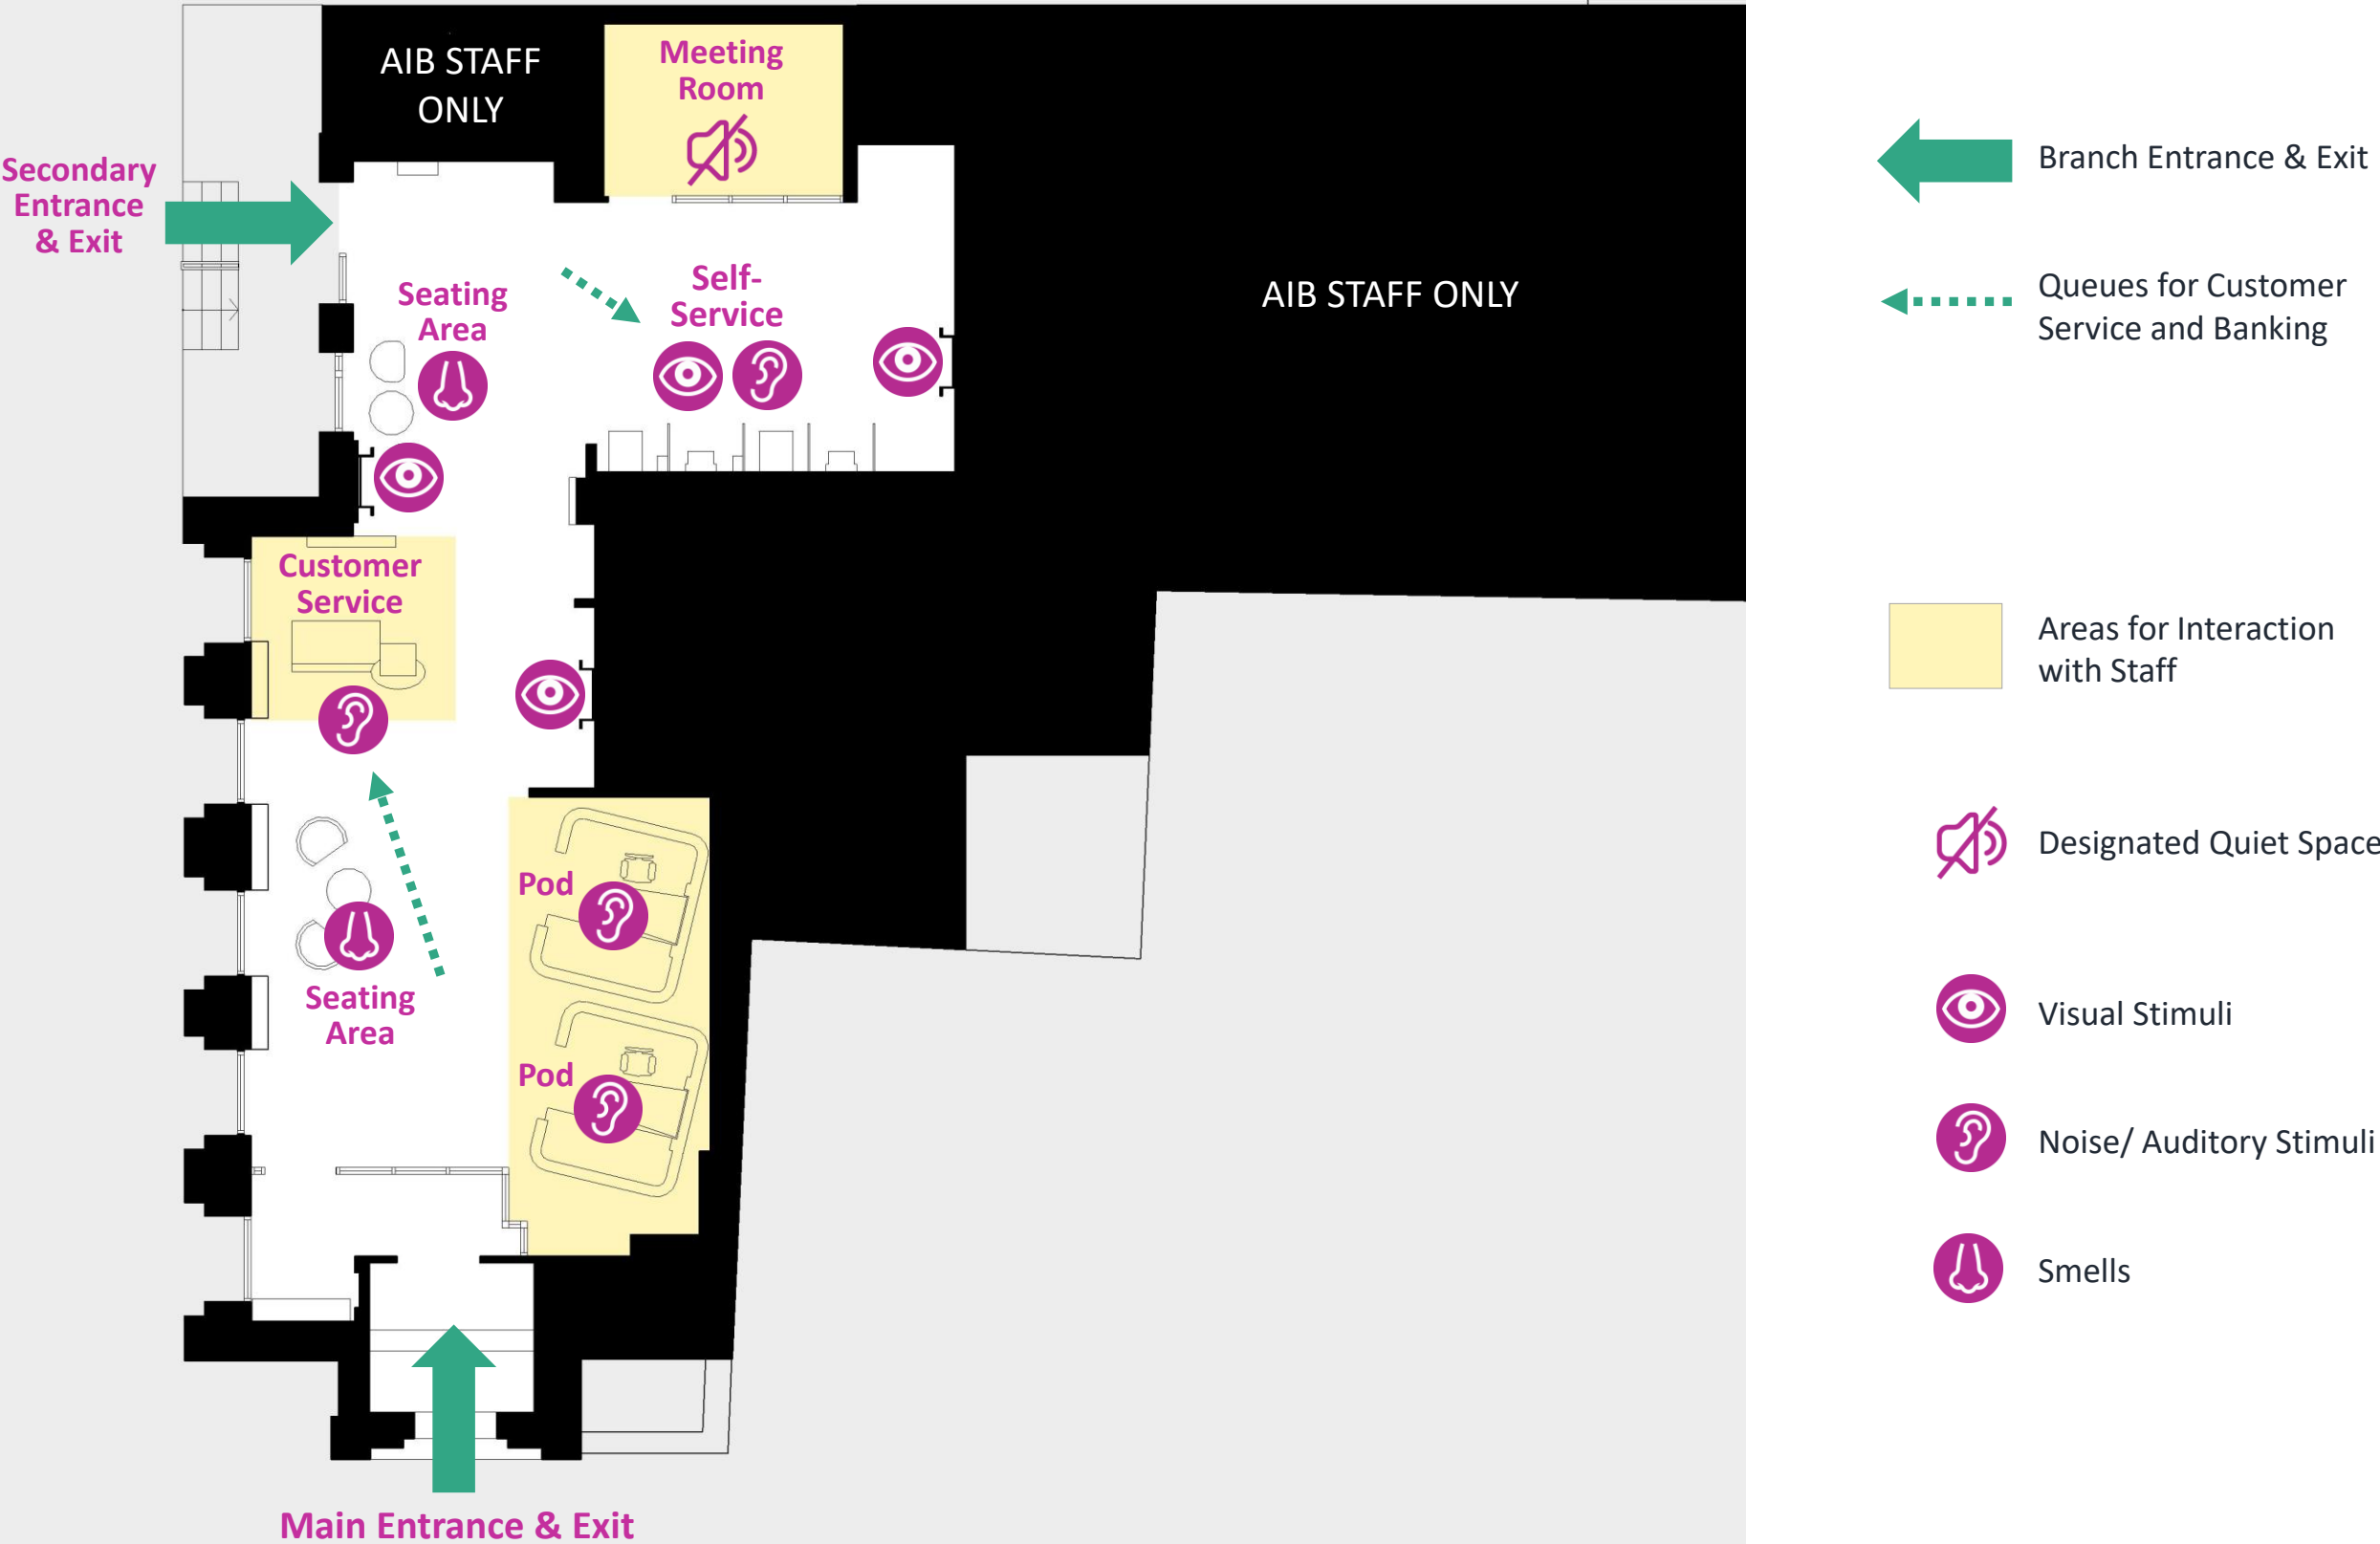 AIB STAFF
ONLY
Meeting
Room
Secondary
Entrance
& Exit
Seating
Area
Self-
Service
AIB STAFF ONLY
Customer
Service
Pod
Seating
Area
Pod
Main Entrance & Exit
Branch Entrance & Exit
Queues for Customer
Service and Banking
Areas for Interaction
with Staff
Designated Quiet Space
Visual Stimuli
Noise/ Auditory Stimuli
Smells